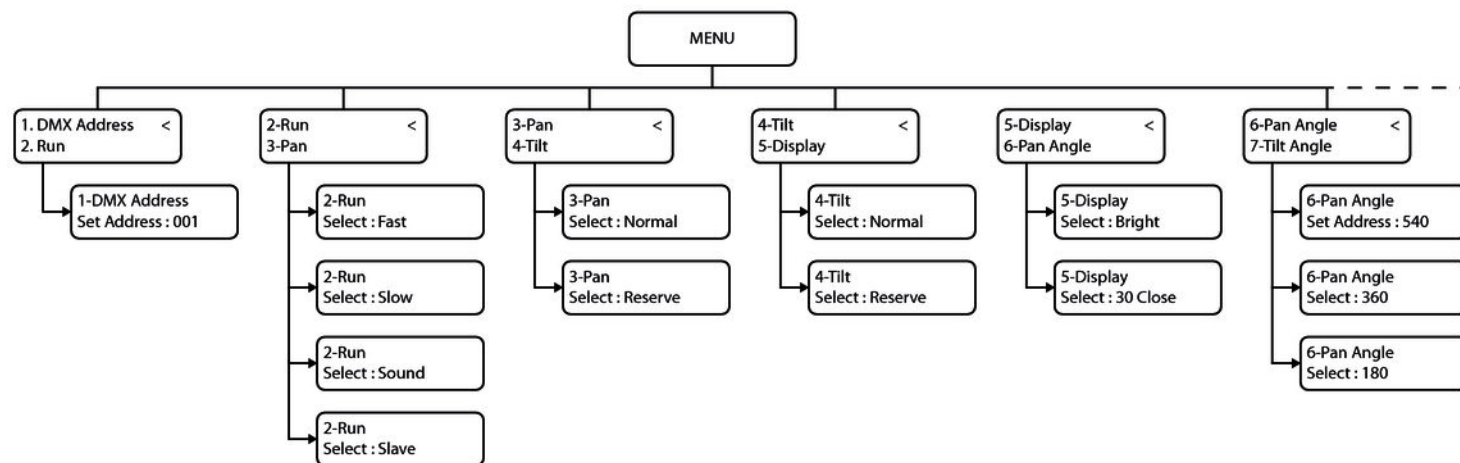 MENU
1. DMX Address <
2. Run
1-DMX Address
Set Address : 001
2-Run <
3-Pan
2-Run
Select : Fast
2-Run
Select : Slow
2-Run
Select : Sound
2-Run
Select : Slave
3-Pan <
4-Tilt
3-Pan
Select : Normal
3-Pan
Select : Reserve
4-Tilt <
5-Display
4-Tilt
Select : Normal
4-Tilt
Select : Reserve
5-Display <
6-Pan Angle
5-Display
Select : Bright
5-Display
Select : 30 Close
6-Pan Angle <
7-Tilt Angle
6-Pan Angle
Set Address : 540
6-Pan Angle
Select : 360
6-Pan Angle
Select : 180